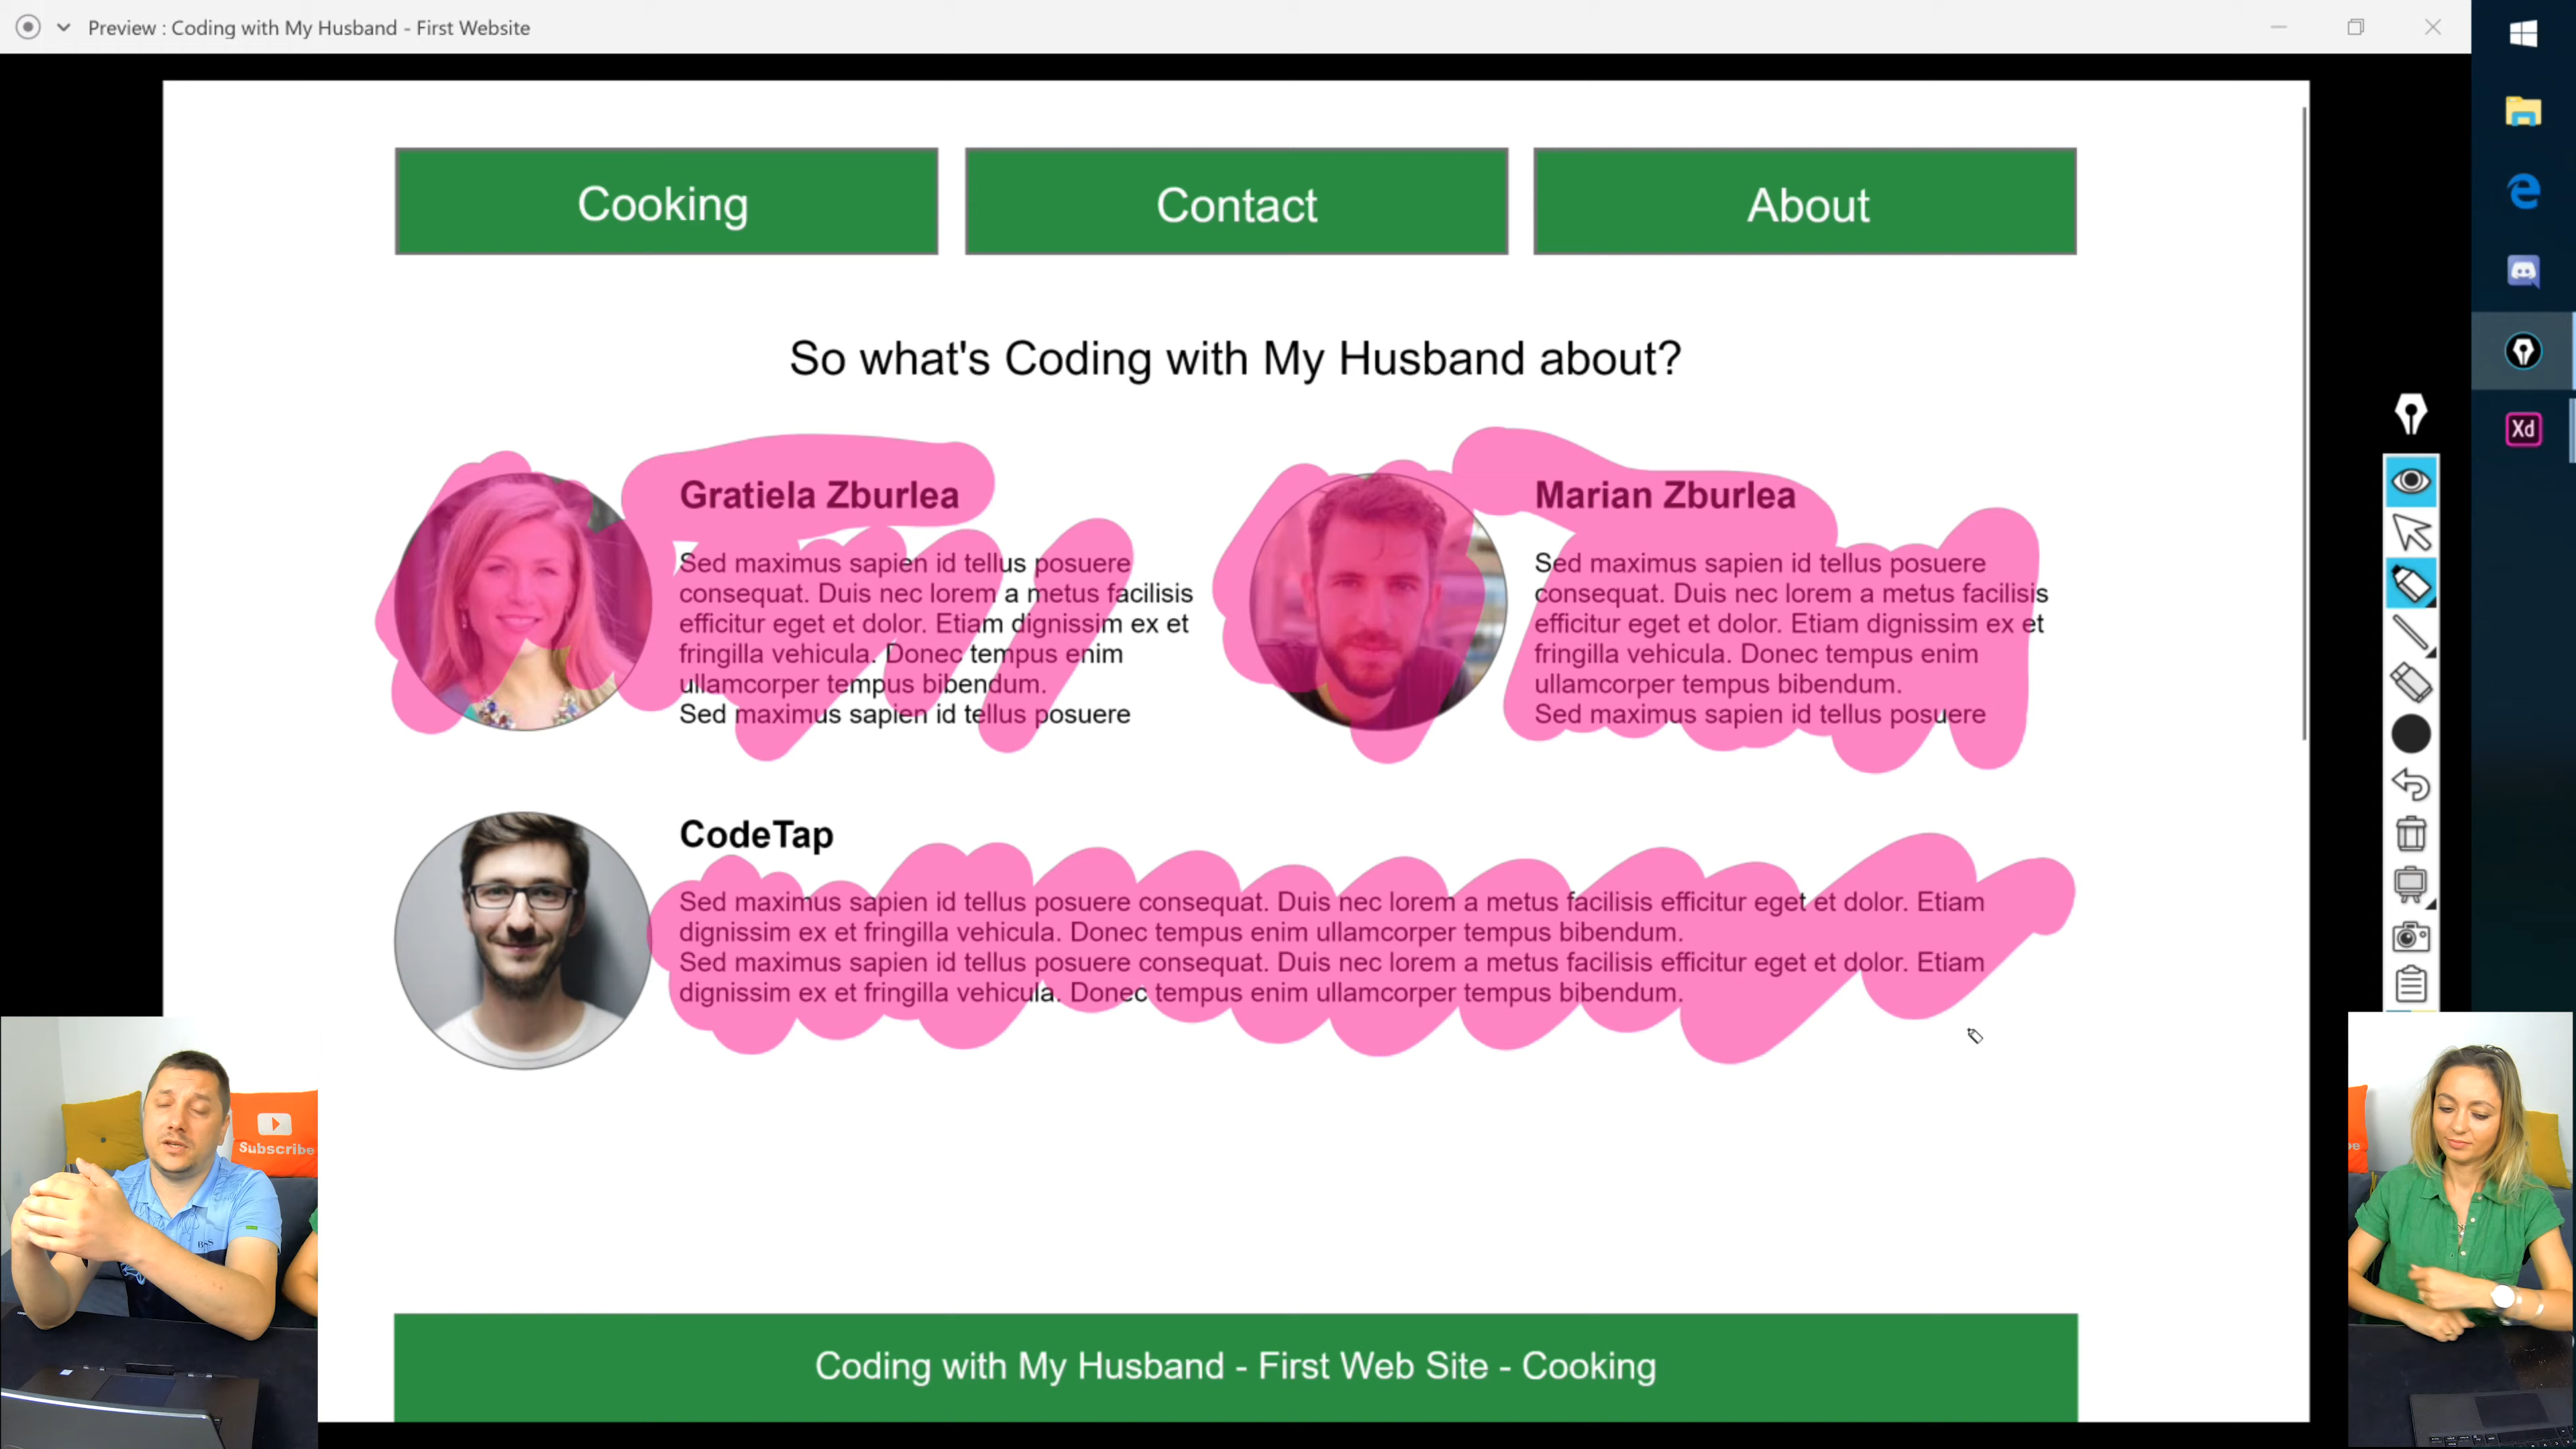 Preview : Coding with My Husband - First Website
Cooking
Contact
About
So what's Coding with My Husband about?
Gratiela Zburlea
Sed maximus sapien id tellus posuere
consequat. Duis nec lorem a metus facilisis
efficitur eget et dolor. Etiam dignissim ex et
fringilla vehicula. Donec tempus enim
ullamcorper tempus bibendum.
Sed maximus sapien id tellus posuere
Marian Zburlea
Sed maximus sapien id tellus posuere
consequat. Duis nec lorem a metus facilisis
efficitur eget et dolor. Etiam dignissim ex et
fringilla vehicula. Donec tempus enim
ullamcorper tempus bibendum.
Sed maximus sapien id tellus posuere
CodeTap
Sed maximus sapien id tellus posuere consequat. Duis nec lorem a metus facilisis efficitur eget et dolor. Etiam
dignissim ex et fringilla vehicula. Donec tempus enim ullamcorper tempus bibendum.
Sed maximus sapien id tellus posuere consequat. Duis nec lorem a metus facilisis efficitur eget et dolor. Etiam
dignissim ex et fringilla vehicula. Donec tempus enim ullamcorper tempus bibendum.
Coding with My Husband - First Web Site - Cooking
Subscribe
be
Xd